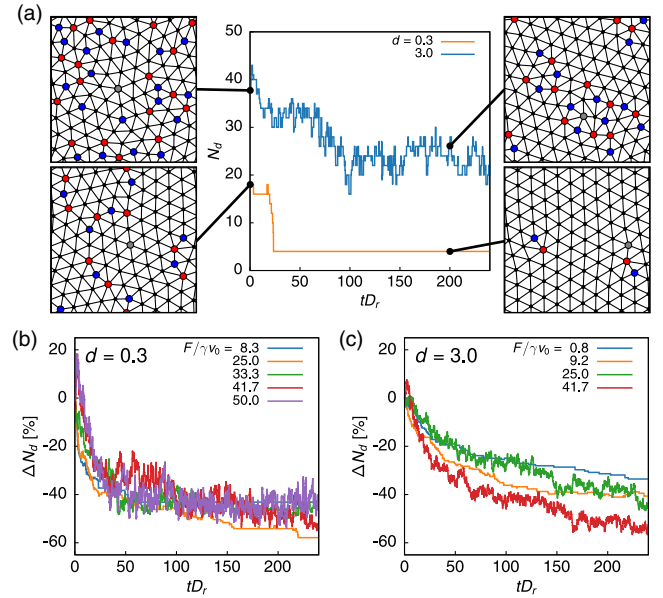 (a)
d = 0.3
3.0
50
40
30
20
10
0
N_d
0 50 100 150 200
tD_r
(b)
d = 0.3
F/γv_0 = 8.3
25.0
33.3
41.7
50.0
20
0
-20
-40
-60
ΔN_d [%]
0 50 100 150 200
tD_r
(c)
d = 3.0
F/γv_0 = 0.8
9.2
25.0
41.7
20
0
-20
-40
-60
ΔN_d [%]
0 50 100 150 200
tD_r